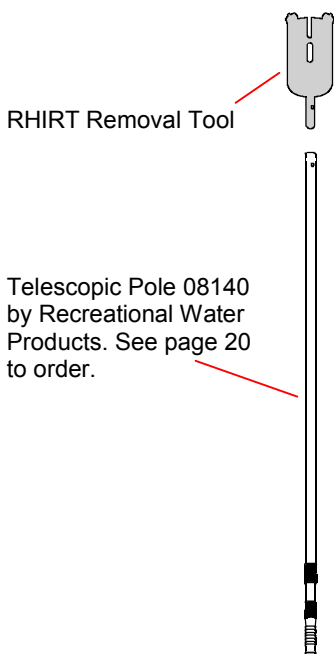 RHIRT Removal Tool
Telescopic Pole 08140
by Recreational Water
Products. See page 20
to order.